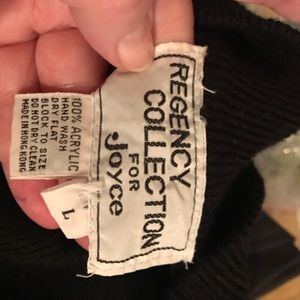 REGENCY
COLLECTION
FOR
Joyce
100% ACRYLIC
HAND WASH
DRY FLAT
BLOCK TO SIZE
DO NOT DRY CLEAN
MADE IN HONG KONG
L